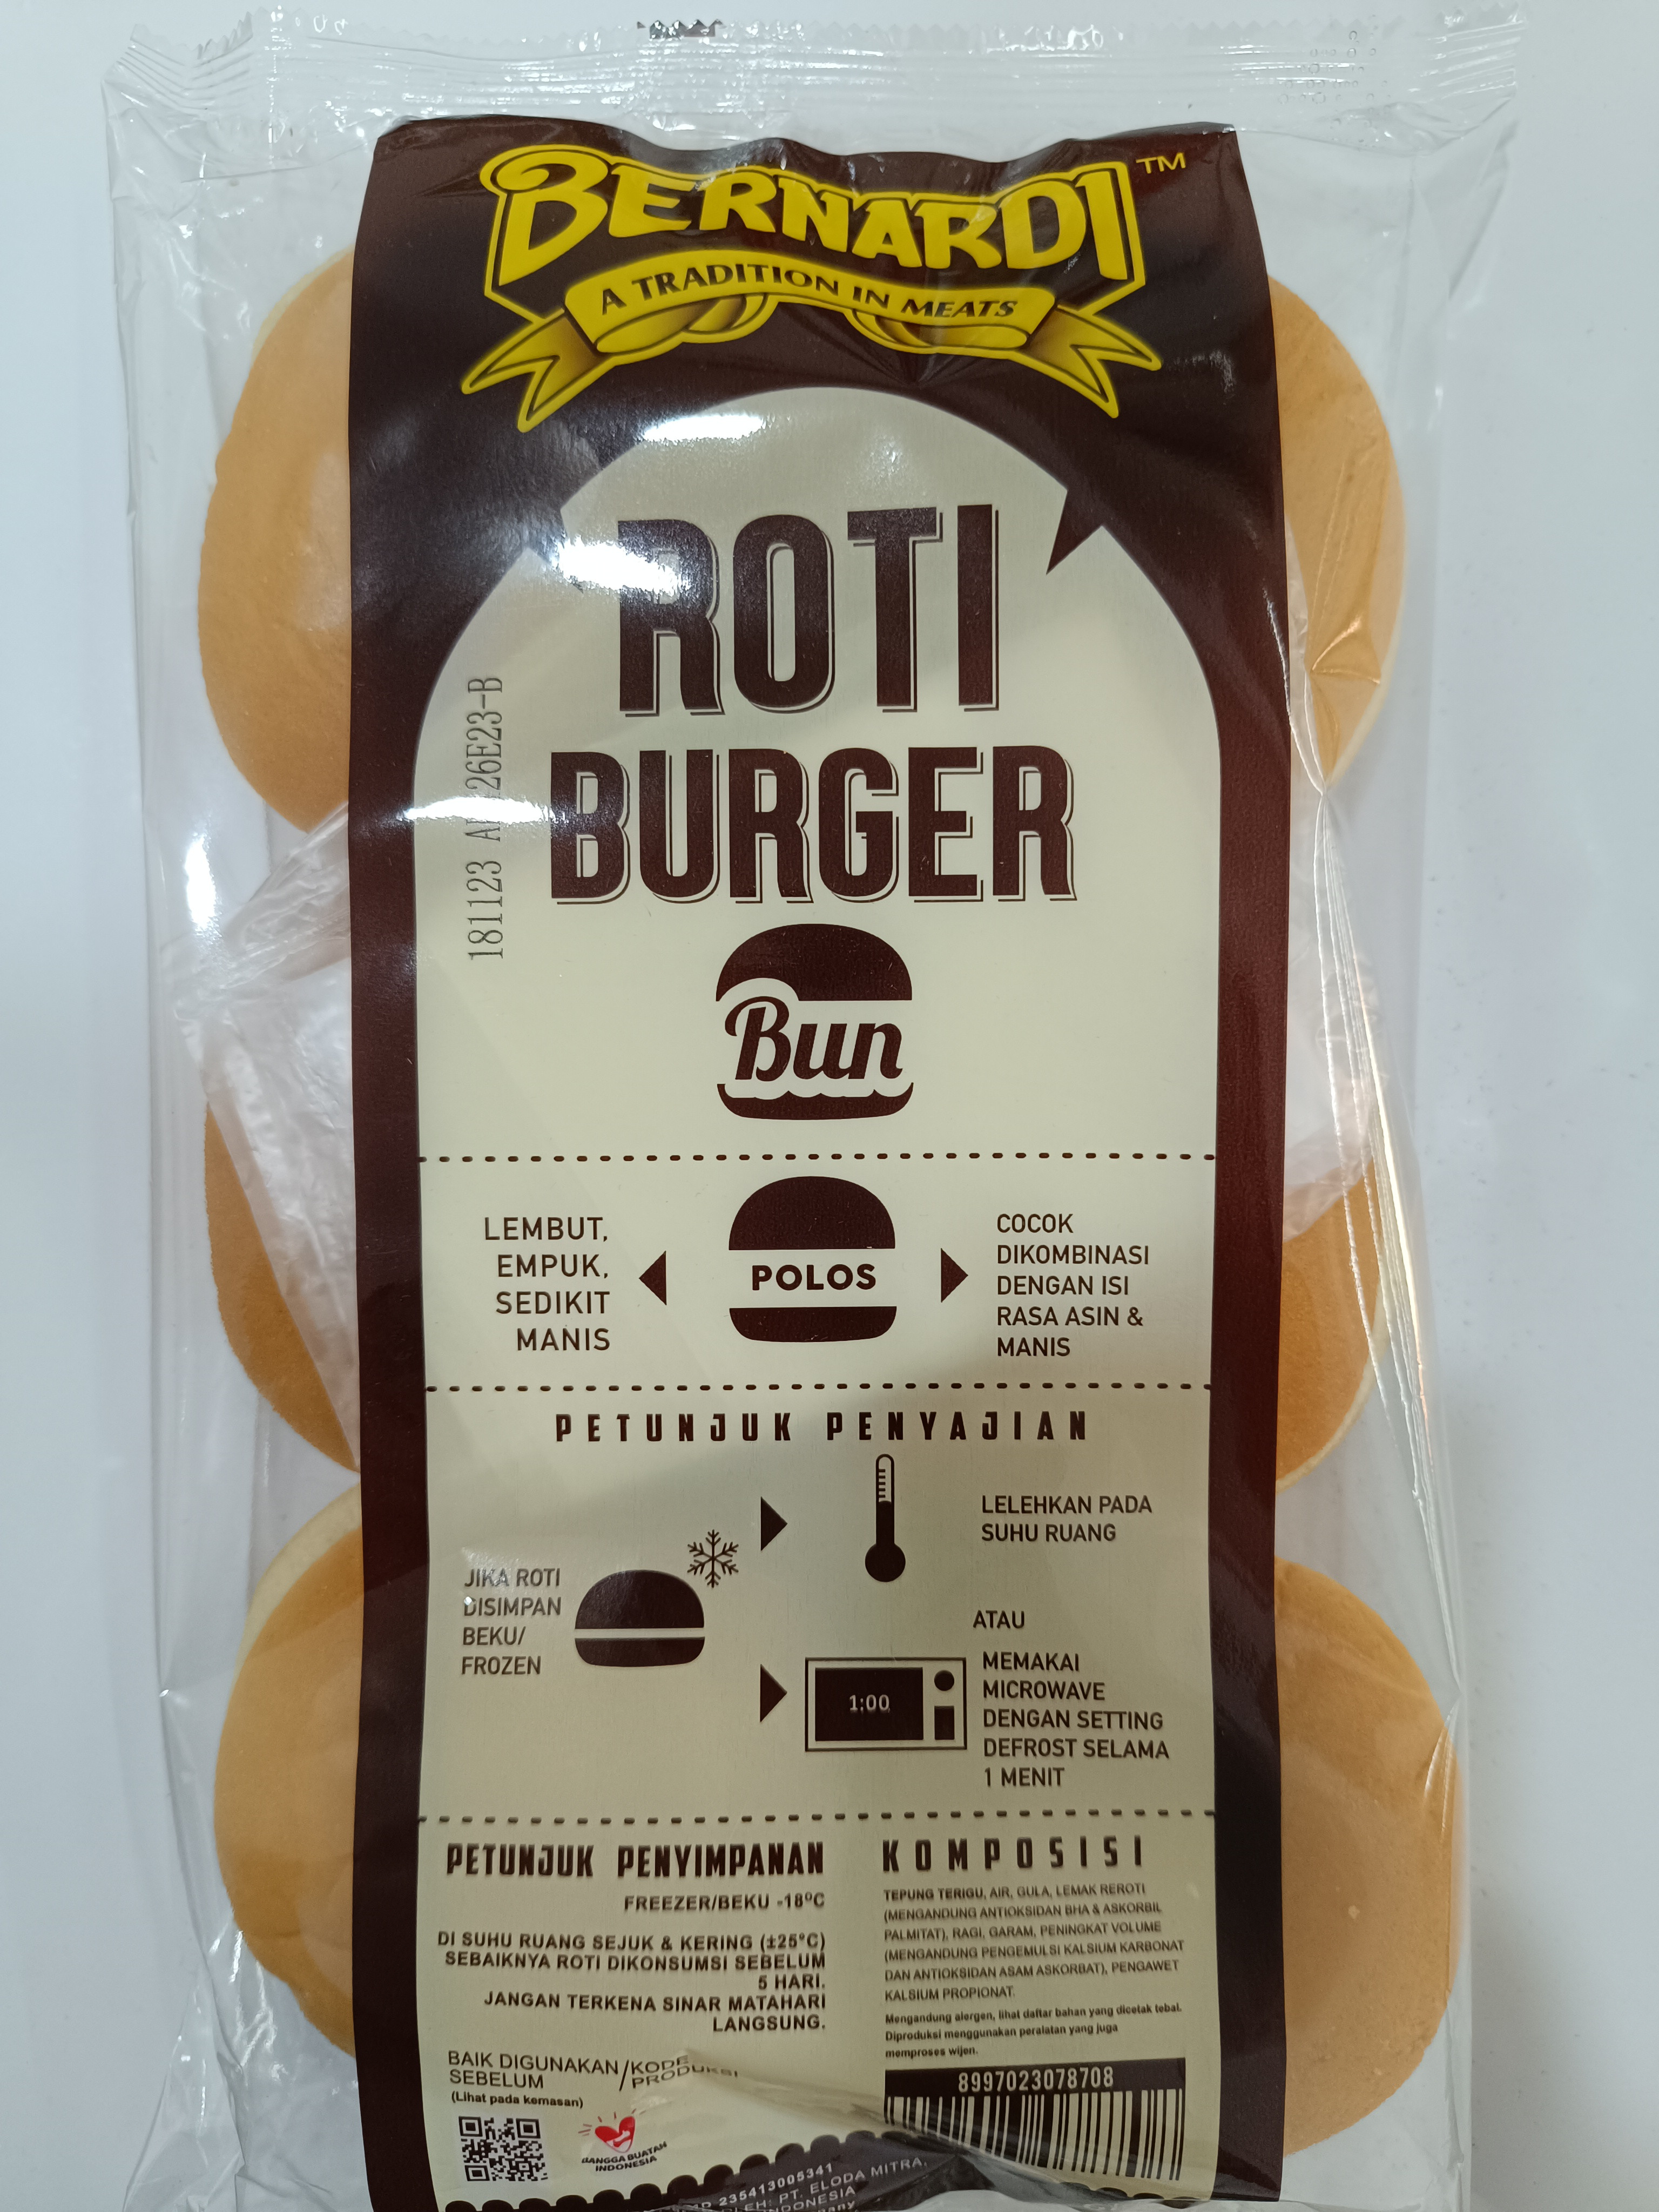 BERNARDI TM
A TRADITION IN MEATS
ROTI
BURGER
Bun
181123 26E23-B
LEMBUT,
EMPUK,
SEDIKIT
MANIS
POLOS
COCOK
DIKOMBINASI
DENGAN ISI
RASA ASIN &
MANIS
PETUNJUK PENYAJIAN
JIKA ROTI
DISIMPAN
BEKU/
FROZEN
LELEHKAN PADA
SUHU RUANG
ATAU
1:00
MEMAKAI
MICROWAVE
DENGAN SETTING
DEFROST SELAMA
1 MENIT
PETUNJUK PENYIMPANAN
FREEZER/BEKU -18°C
DI SUHU RUANG SEJUK & KERING (±25°C)
SEBAIKNYA ROTI DIKONSUMSI SEBELUM
5 HARI.
JANGAN TERKENA SINAR MATAHARI
LANGSUNG.
BAIK DIGUNAKAN / KODE
SEBELUM PRODUKSI
(Lihat pada kemasan)
BANGGA BUATAN
INDONESIA
KOMPOSISI
TEPUNG TERIGU, AIR, GULA, LEMAK REROTI
(MENGANDUNG ANTIOKSIDAN BHA & ASKORBIL
PALMITAT), RAGI, GARAM, PENINGKAT VOLUME
(MENGANDUNG PENGEMULSI KALSIUM KARBONAT
DAN ANTIOKSIDAN ASAM ASKORBAT), PENGAWET
KALSIUM PROPIONAT.
Mengandung alergen, lihat daftar bahan yang dicetak tebal.
Diproduksi menggunakan peralatan yang juga
memproses wijen.
8997023078708
235413005341
OLEH: PT. ELODA MITRA,
INDONESIA